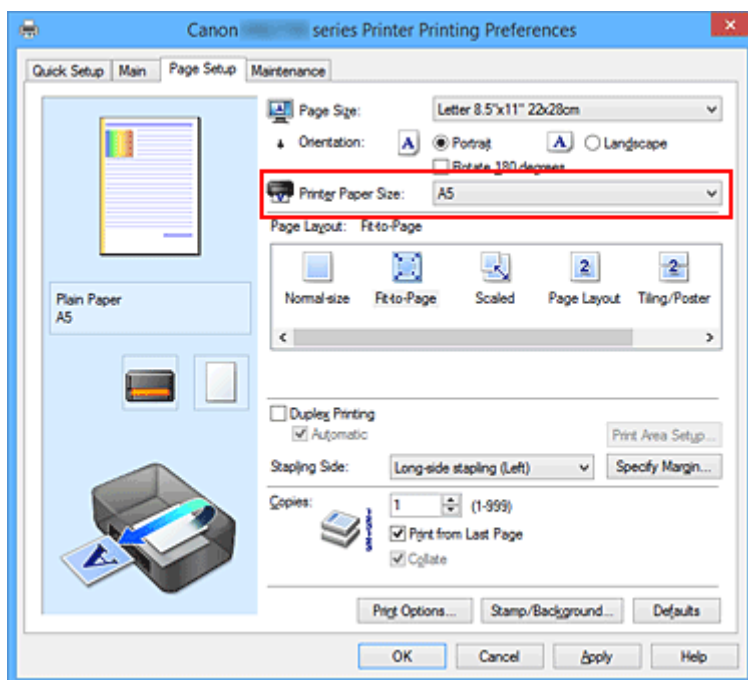 Canon series Printer Printing Preferences
Quick Setup Main Page Setup Maintenance
Page Size: Letter 8.5"x11" 22x28cm
Orientation: A Portrait A Landscape
Rotate 180 degrees
Printer Paper Size: A5
Page Layout: Fit-to-Page
Normal-size Fit-to-Page Scaled Page Layout Tiling/Poster
Plain Paper
A5
Duplex Printing
Automatic
Print Area Setup...
Stapling Side: Long-side stapling (Left) Specify Margin...
Copies: 1 (1-999)
Print from Last Page
Collate
Print Options... Stamp/Background... Defaults
OK Cancel Apply Help